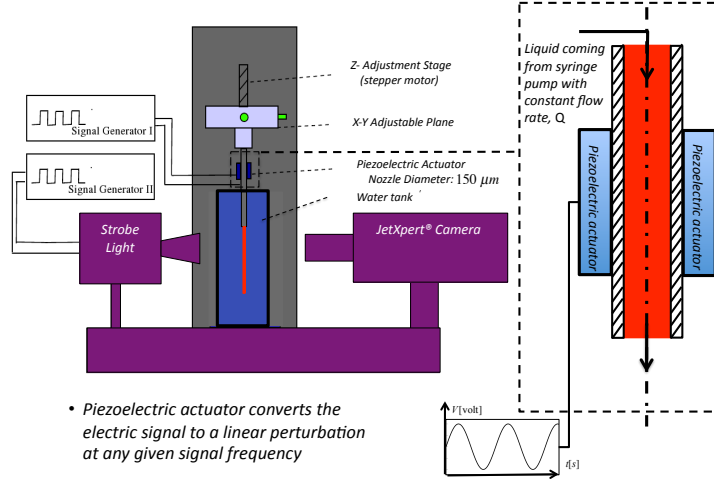 Z- Adjustment Stage
(stepper motor)
X-Y Adjustable Plane
Signal Generator I
Signal Generator II
Piezoelectric Actuator
Nozzle Diameter: 150 μm
Water tank
Strobe
Light
JetXpert® Camera
• Piezoelectric actuator converts the
electric signal to a linear perturbation
at any given signal frequency
Liquid coming
from syringe
pump with
constant flow
rate, Q
Piezoelectric actuator
Piezoelectric actuator
V[volt]
t[s]